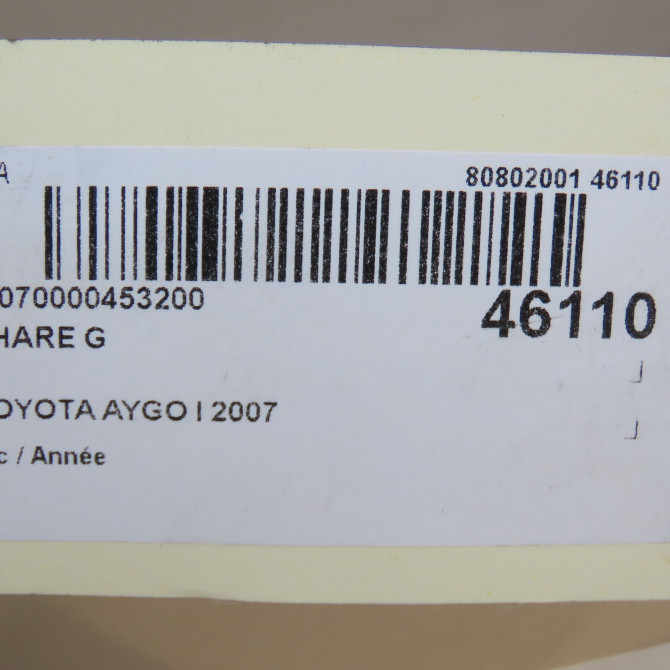 A
80802001 46110
070000453200
46110
HARE G
OYOTA AYGO I 2007
c / Année